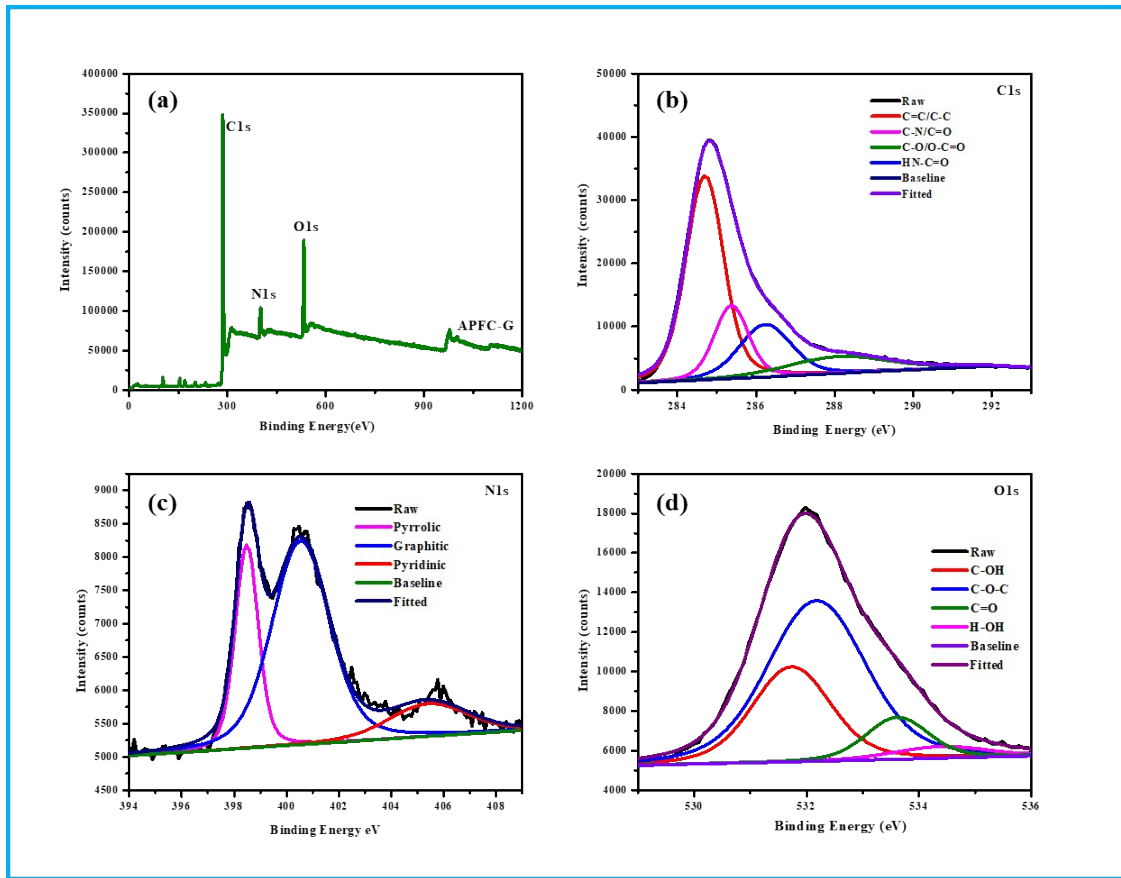 (a)
C1s
O1s
N1s
APFC-G
400000
350000
300000
250000
200000
150000
100000
50000
0
Intensity (counts)
0 300 600 900 1200
Binding Energy(eV)
(b)
C1s
Raw
C=C/C-C
C-N/C=O
C-O/O-C=O
HN-C=O
Baseline
Fitted
50000
40000
30000
20000
10000
0
Intensity (counts)
284 286 288 290 292
Binding Energy (eV)
(c)
N1s
Raw
Pyrrolic
Graphitic
Pyridinic
Baseline
Fitted
9000
8500
8000
7500
7000
6500
6000
5500
5000
4500
Intensity (counts)
394 396 398 400 402 404 406 408
Binding Energy eV
(d)
O1s
Raw
C-OH
C-O-C
C=O
H-OH
Baseline
Fitted
20000
18000
16000
14000
12000
10000
8000
6000
4000
Intensity (counts)
530 532 534 536
Binding Energy (eV)